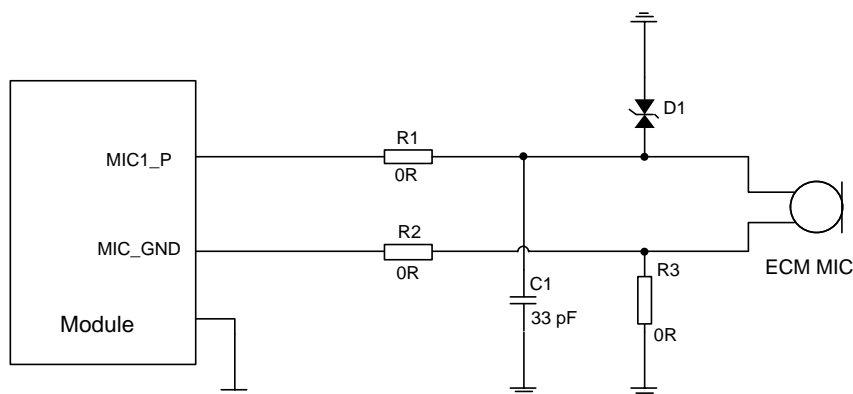 D1
R1
MIC1_P
0R
R2
MIC_GND
0R
ECM MIC
C1
R3
33 pF
Module
0R